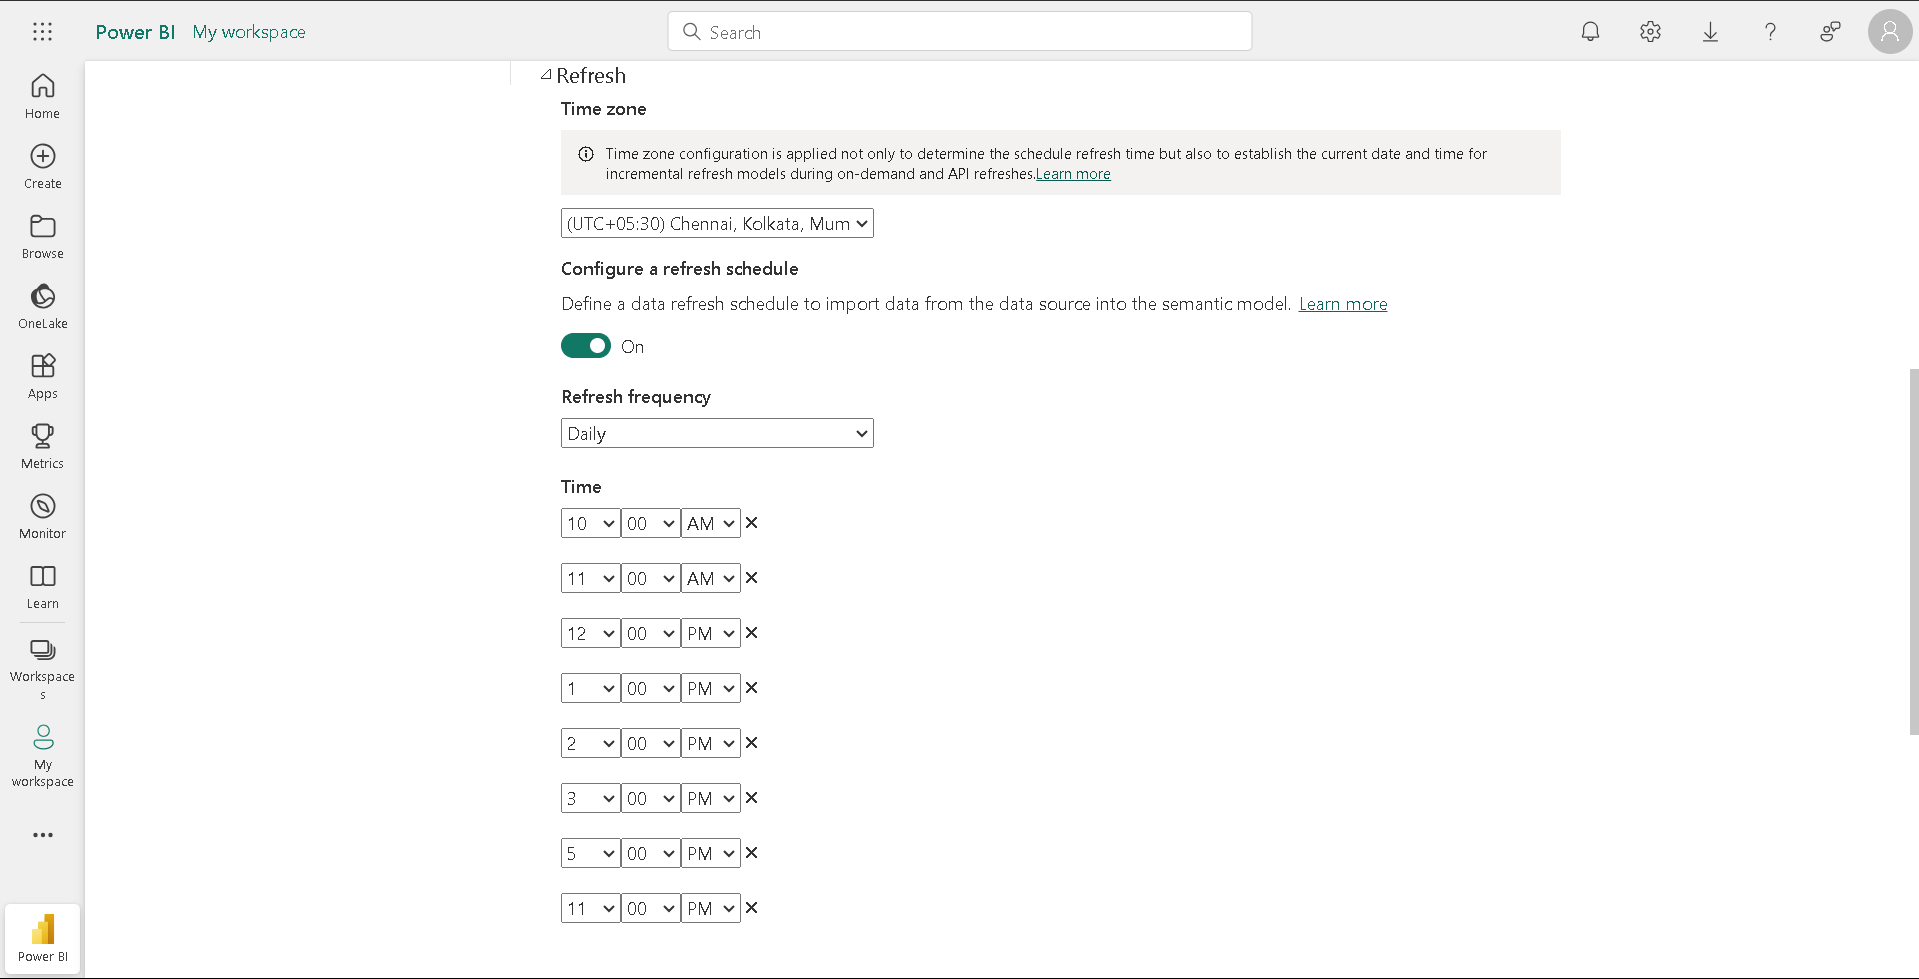 Power BI My workspace
Search
Home
Create
Browse
OneLake
Apps
Metrics
Monitor
Learn
Workspace
s
My
workspace
Power BI
Refresh
Time zone
Time zone configuration is applied not only to determine the schedule refresh time but also to establish the current date and time for
incremental refresh models during on-demand and API refreshes.Learn more
(UTC+05:30) Chennai, Kolkata, Mum
Configure a refresh schedule
Define a data refresh schedule to import data from the data source into the semantic model. Learn more
On
Refresh frequency
Daily
Time
10 00 AM
11 00 AM
12 00 PM
1 00 PM
2 00 PM
3 00 PM
5 00 PM
11 00 PM